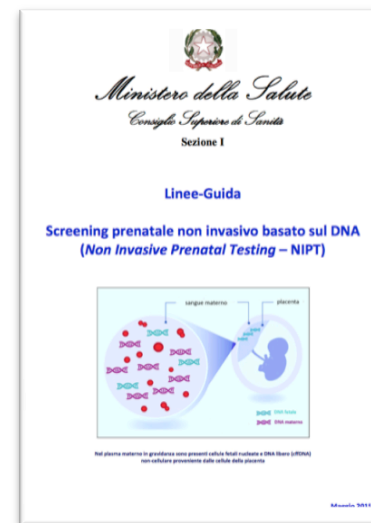 Ministero della Salute
Consiglio Superiore di Sanità
Sezione I
Linee-Guida
Screening prenatale non invasivo basato sul DNA
(Non Invasive Prenatal Testing – NIPT)
sangue materno
placenta
DNA fetale
DNA materno
Nel plasma materno in gravidanza sono presenti cellule fetali nucleate e DNA libero (cffDNA)
non-cellulare proveniente dalle cellule della placenta
Maggio